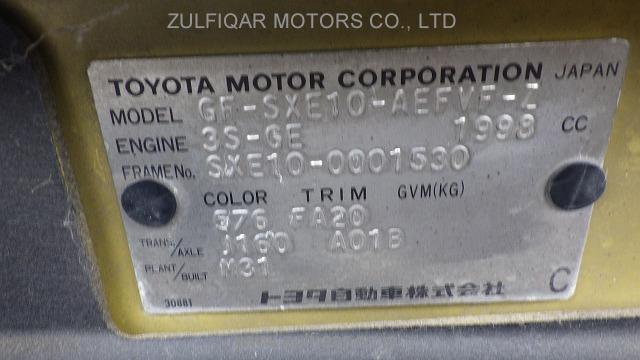 ZULFIQAR MOTORS CO., LTD
TOYOTA MOTOR CORPORATION JAPAN
MODEL GF-SXE10-AEFVF-Z
ENGINE 3S-GE 1998 CC
FRAME No. SXE10-0001530
COLOR TRIM GVM(KG)
576 FA20
TRANS./AXLE J160 A01B
PLANT/BUILT M31
30881 トヨタ自動車株式会社 C